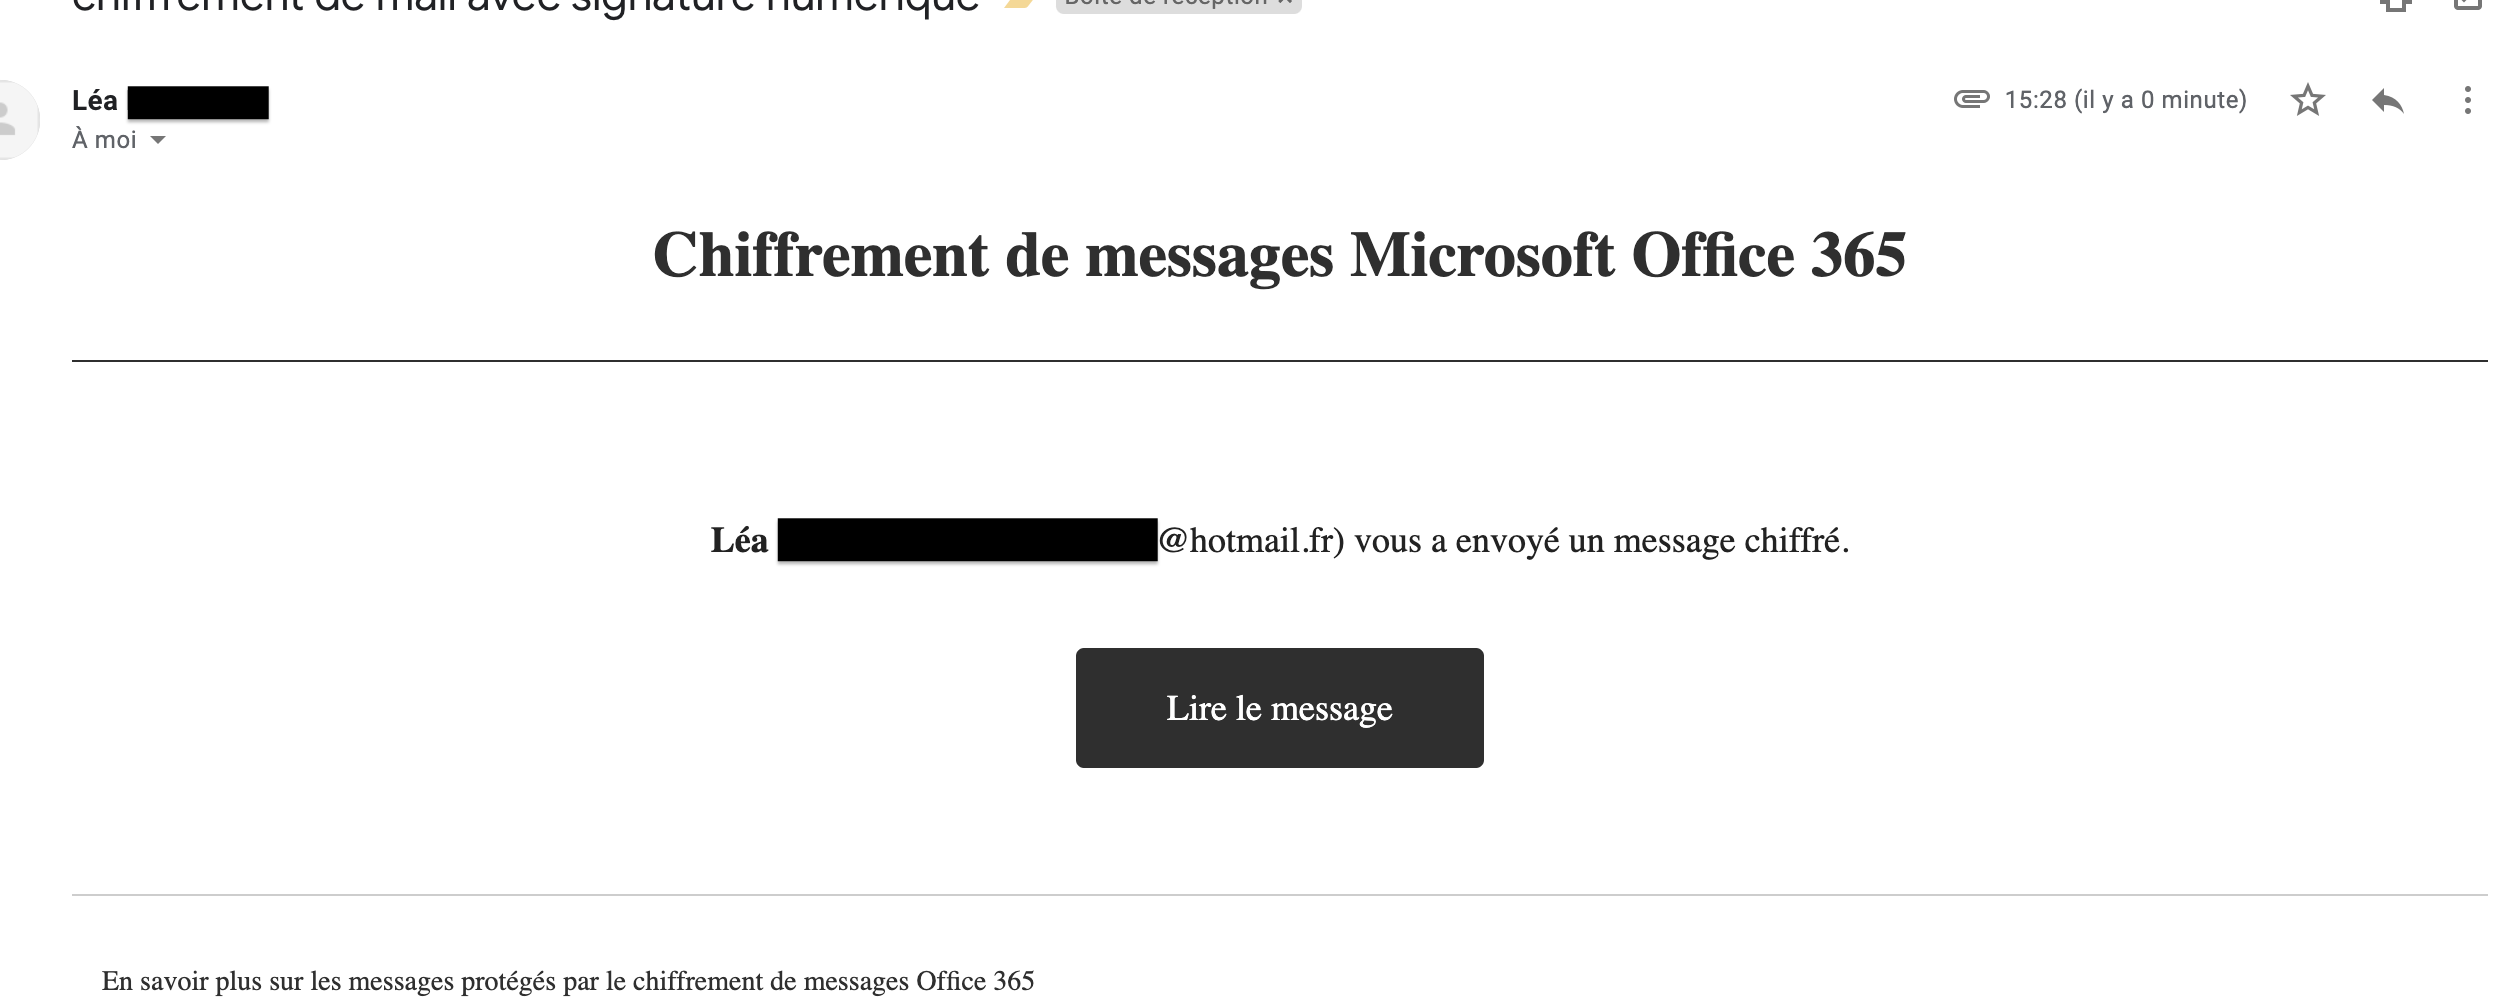 chiffrement de mail avec signature numérique Boîte de réception ×
Léa
15:28 (il y a 0 minute)
À moi
Chiffrement de messages Microsoft Office 365
Léa @hotmail.fr) vous a envoyé un message chiffré.
Lire le message
En savoir plus sur les messages protégés par le chiffrement de messages Office 365